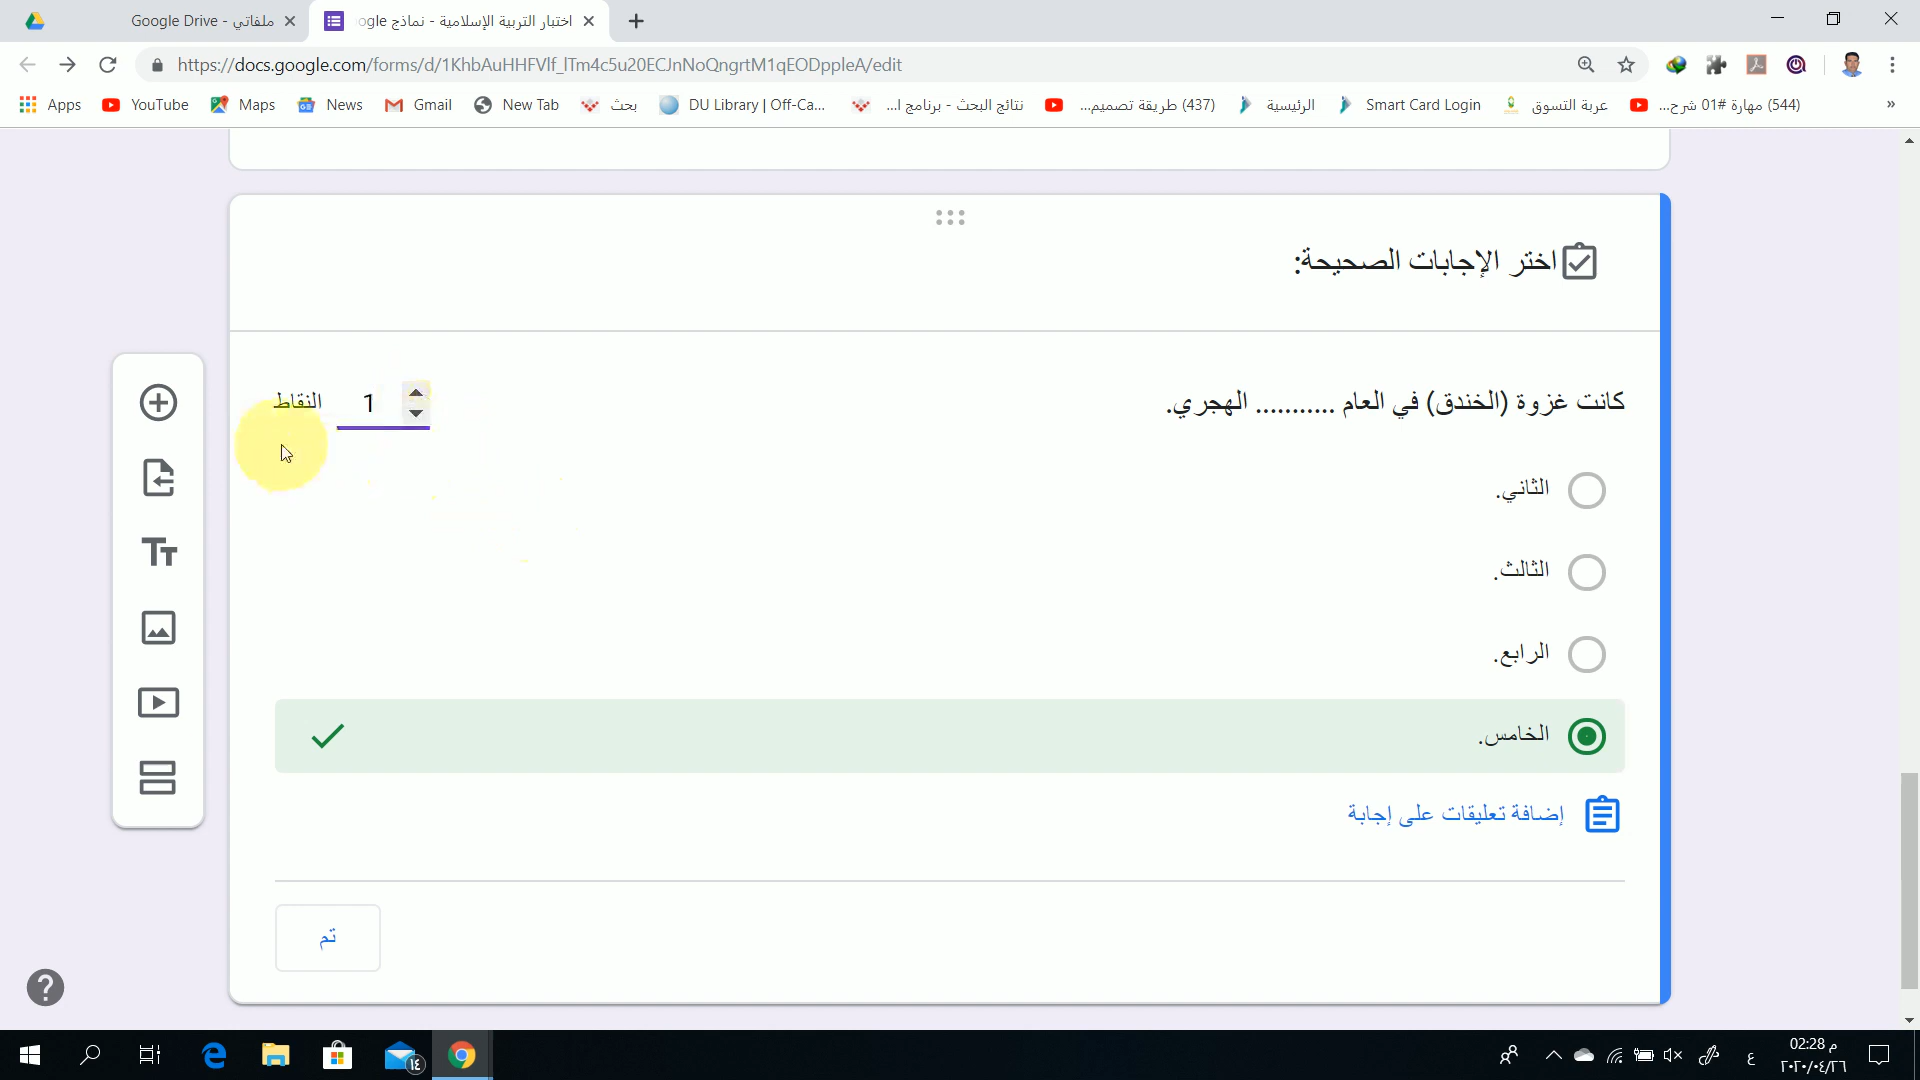 ملفاتي - Google Drive
اختبار التربية الإسلامية - نماذج ogle
https://docs.google.com/forms/d/1KhbAuHHFVlf_lTm4c5u20ECJnNoQngrtM1qEODppleA/edit
Apps
YouTube
Maps
News
Gmail
New Tab
بحث
DU Library | Off-Ca...
نتائج البحث - برنامج ا...
(437) طريقة تصميم...
الرئيسية
Smart Card Login
عربة التسوق
(544) مهارة #01 شرح...
»
اختر الإجابات الصحيحة:
كانت غزوة (الخندق) في العام ........... الهجري.
1
النقاط
الثاني.
الثالث.
الرابع.
الخامس.
إضافة تعليقات على إجابة
تم
١٤
ع
02:28 م
٢٠٢٠/٠٤/٢٦